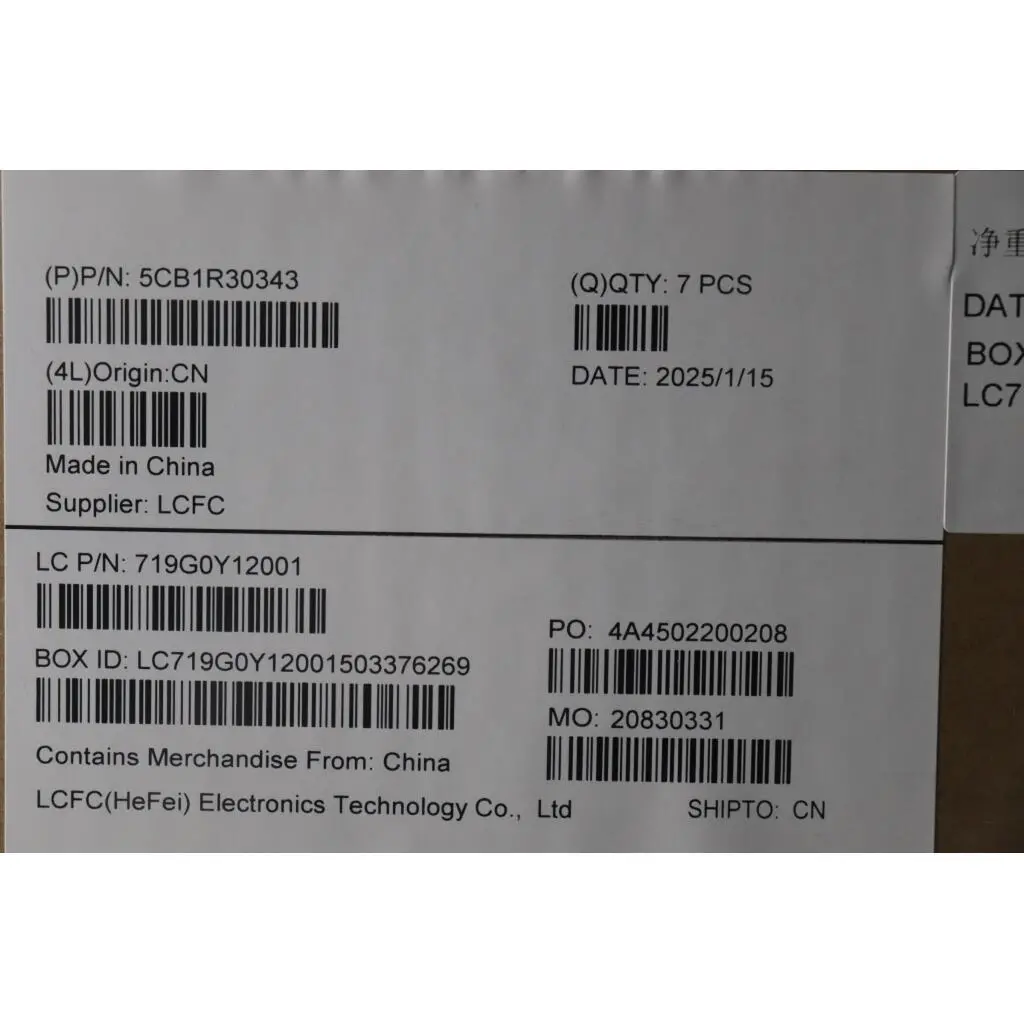 (P)P/N: 5CB1R30343
(Q)QTY: 7 PCS
(4L)Origin:CN
DATE: 2025/1/15
Made in China
Supplier: LCFC
LC P/N: 719G0Y12001
PO: 4A4502200208
BOX ID: LC719G0Y12001503376269
MO: 20830331
Contains Merchandise From: China
LCFC(HeFei) Electronics Technology Co., Ltd
SHIPTO: CN
净重
DAT
BOX
LC7